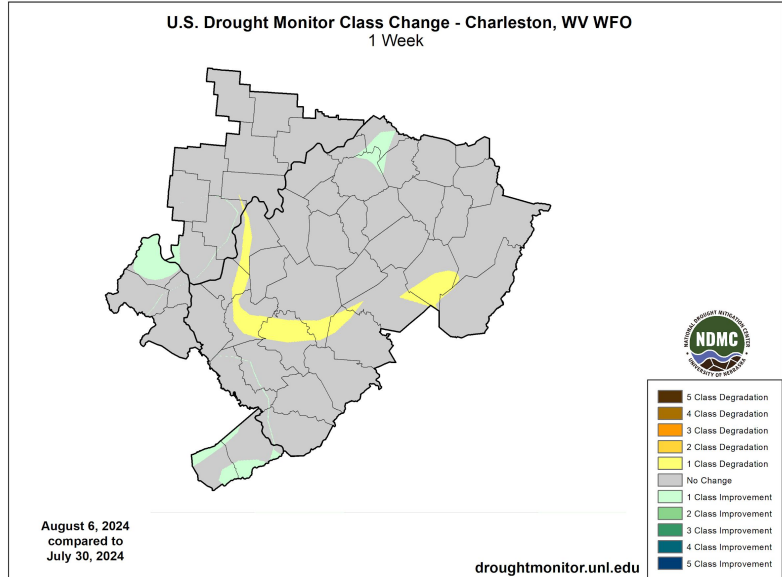 U.S. Drought Monitor Class Change - Charleston, WV WFO
1 Week
NATIONAL DROUGHT MITIGATION CENTER
NDMC
UNIVERSITY OF NEBRASKA
5 Class Degradation
4 Class Degradation
3 Class Degradation
2 Class Degradation
1 Class Degradation
No Change
1 Class Improvement
2 Class Improvement
3 Class Improvement
4 Class Improvement
5 Class Improvement
August 6, 2024
compared to
July 30, 2024
droughtmonitor.unl.edu